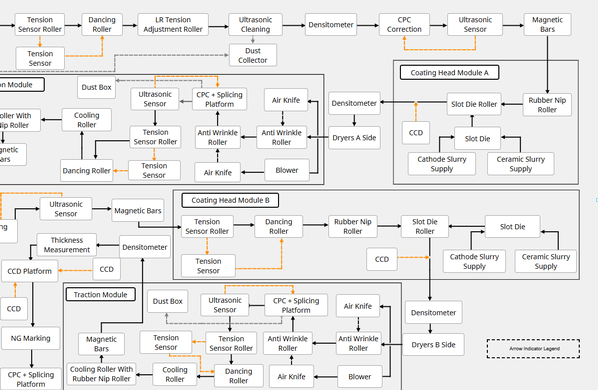 Tension
Sensor Roller
Dancing
Roller
LR Tension
Adjustment Roller
Ultrasonic
Cleaning
Densitometer
CPC
Correction
Ultrasonic
Sensor
Magnetic
Bars
Tension
Sensor
Dust
Collector
Coating Head Module A
on Module
Dust Box
Ultrasonic
Sensor
CPC + Splicing
Platform
Air Knife
Densitometer
Slot Die Roller
Rubber Nip
Roller
oller With
Nip Roller
Cooling
Roller
Tension
Sensor Roller
Anti Wrinkle
Roller
Anti Wrinkle
Roller
Dryers A Side
CCD
Slot Die
gnetic
ars
Dancing Roller
Tension
Sensor
Air Knife
Blower
Cathode Slurry
Supply
Ceramic Slurry
Supply
Ultrasonic
Sensor
Magnetic Bars
Coating Head Module B
ng
Tension
Sensor Roller
Dancing
Roller
Rubber Nip
Roller
Slot Die
Roller
Slot Die
Thickness
Measurement
Densitometer
CCD Platform
CCD
Tension
Sensor
CCD
Cathode Slurry
Supply
Ceramic Slurry
Supply
Traction Module
CCD
Dust Box
Ultrasonic
Sensor
CPC + Splicing
Platform
Air Knife
Densitometer
NG Marking
Magnetic
Bars
Tension
Sensor
Tension
Sensor Roller
Anti Wrinkle
Roller
Anti Wrinkle
Roller
Dryers B Side
Arrow Indicator Legend
CPC + Splicing
Platform
Cooling Roller With
Rubber Nip Roller
Cooling
Roller
Dancing
Roller
Air Knife
Blower